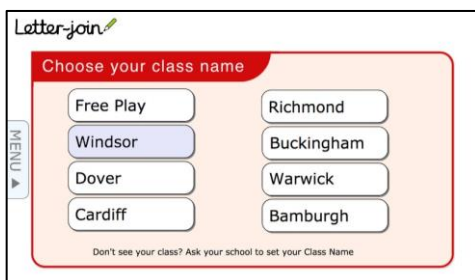 Letter-join
Choose your class name
Free Play
Windsor
Dover
Cardiff
Richmond
Buckingham
Warwick
Bamburgh
MENU
Don't see your class? Ask your school to set your Class Name